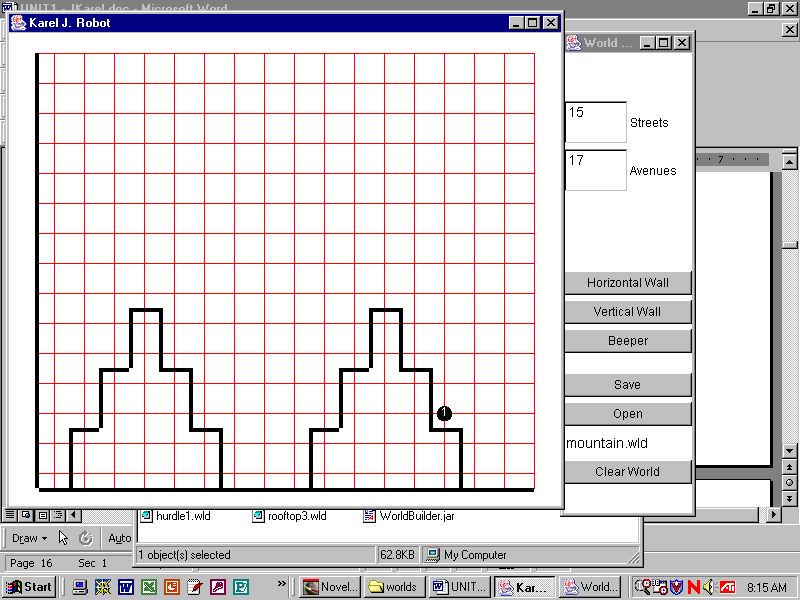 UNIT1 - JKarel.doc - Microsoft Word
Karel J. Robot
World ...
15
Streets
17
Avenues
7
Horizontal Wall
Vertical Wall
Beeper
Save
Open
mountain.wld
Clear World
1
hurdle1.wld
rooftop3.wld
WorldBuilder.jar
Draw
Auto
1 object(s) selected
62.8KB
My Computer
Page 16
Sec 1
Start
»
Novel...
worlds
UNIT...
Kar...
World...
8:15 AM